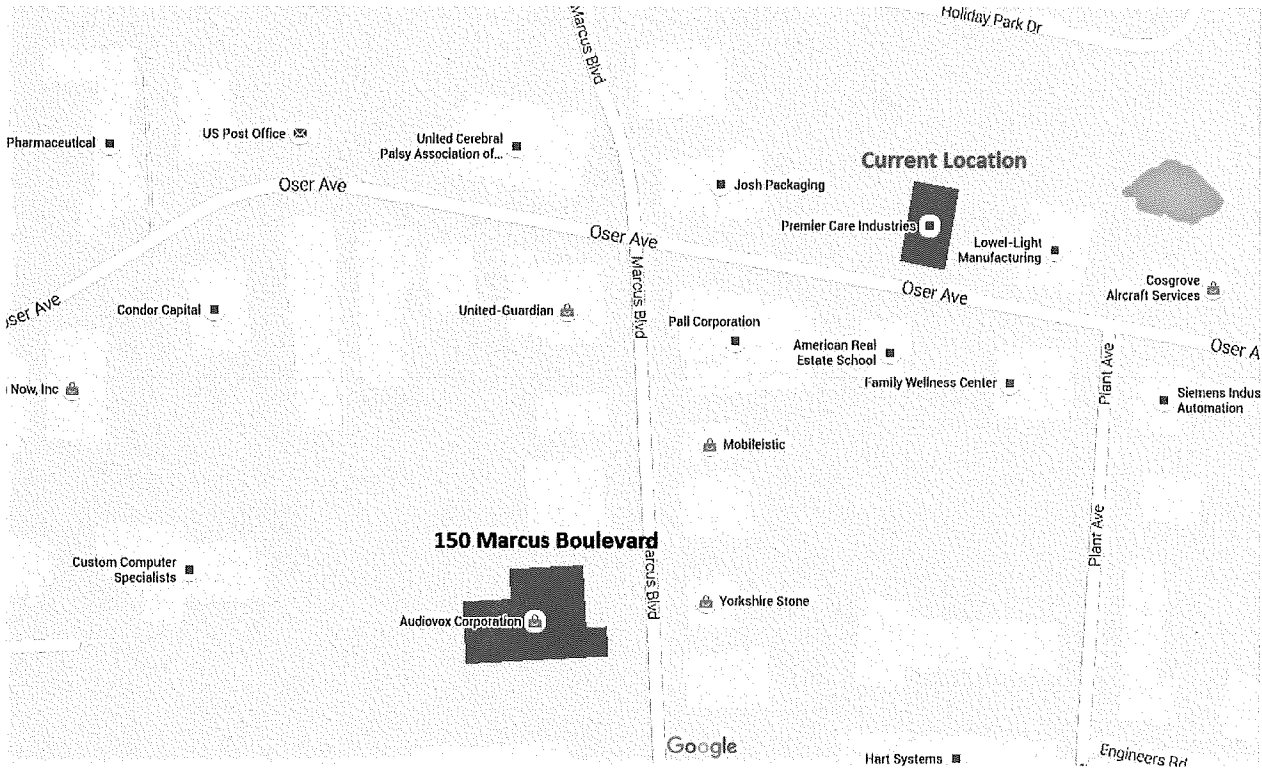 Marcus Blvd
Holiday Park Dr
Pharmaceutical
US Post Office
United Cerebral
Palsy Association of...
Current Location
Oser Ave
Josh Packaging
Premier Care Industries
Oser Ave
Lowel-Light
Manufacturing
Marcus Blvd
Oser Ave
Cosgrove
Aircraft Services
Oser Ave
Condor Capital
United-Guardian
Pall Corporation
American Real
Estate School
Oser A
Plant Ave
Now, Inc
Family Wellness Center
Siemens Indus
Automation
Mobileistic
150 Marcus Boulevard
Plant Ave
Custom Computer
Specialists
Marcus Blvd
Yorkshire Stone
Audiovox Corporation
Google
Hart Systems
Engineers Rd